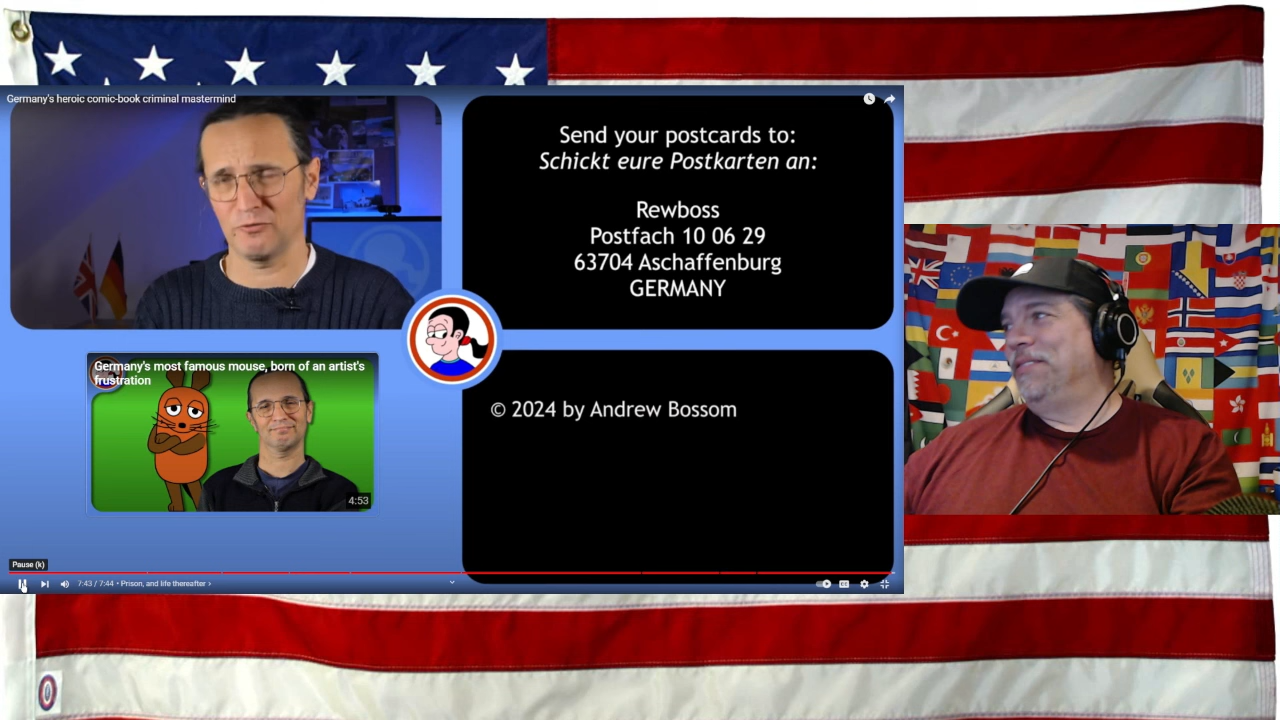 Germany's heroic comic-book criminal mastermind
Send your postcards to:
Schickt eure Postkarten an:
Rewboss
Postfach 10 06 29
63704 Aschaffenburg
GERMANY
Germany's most famous mouse, born of an artist's
frustration
4:53
© 2024 by Andrew Bossom
Pause (k)
7:43 / 7:44 • Prison, and life thereafter ›